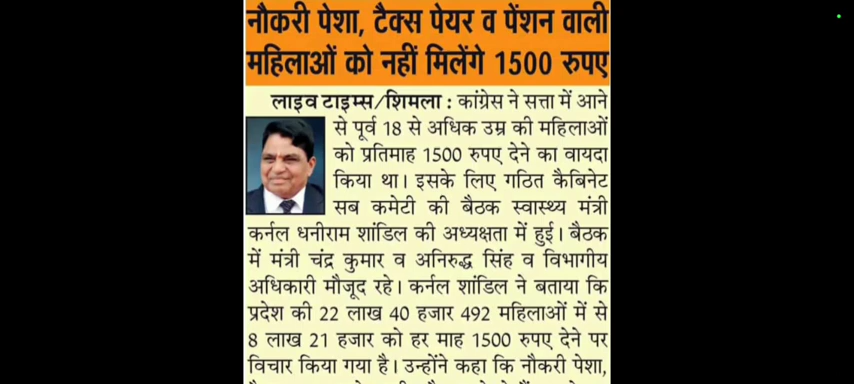 नौकरी पेशा, टैक्स पेयर व पेंशन वाली
महिलाओं को नहीं मिलेंगे 1500 रुपए
लाइव टाइम्स/शिमला : कांग्रेस ने सत्ता में आने
से पूर्व 18 से अधिक उम्र की महिलाओं
को प्रतिमाह 1500 रुपए देने का वायदा
किया था। इसके लिए गठित कैबिनेट
सब कमेटी की बैठक स्वास्थ्य मंत्री
कर्नल धनीराम शांडिल की अध्यक्षता में हुई। बैठक
में मंत्री चंद्र कुमार व अनिरुद्ध सिंह व विभागीय
अधिकारी मौजूद रहे। कर्नल शांडिल ने बताया कि
प्रदेश की 22 लाख 40 हजार 492 महिलाओं में से
8 लाख 21 हजार को हर माह 1500 रुपए देने पर
विचार किया गया है। उन्होंने कहा कि नौकरी पेशा,